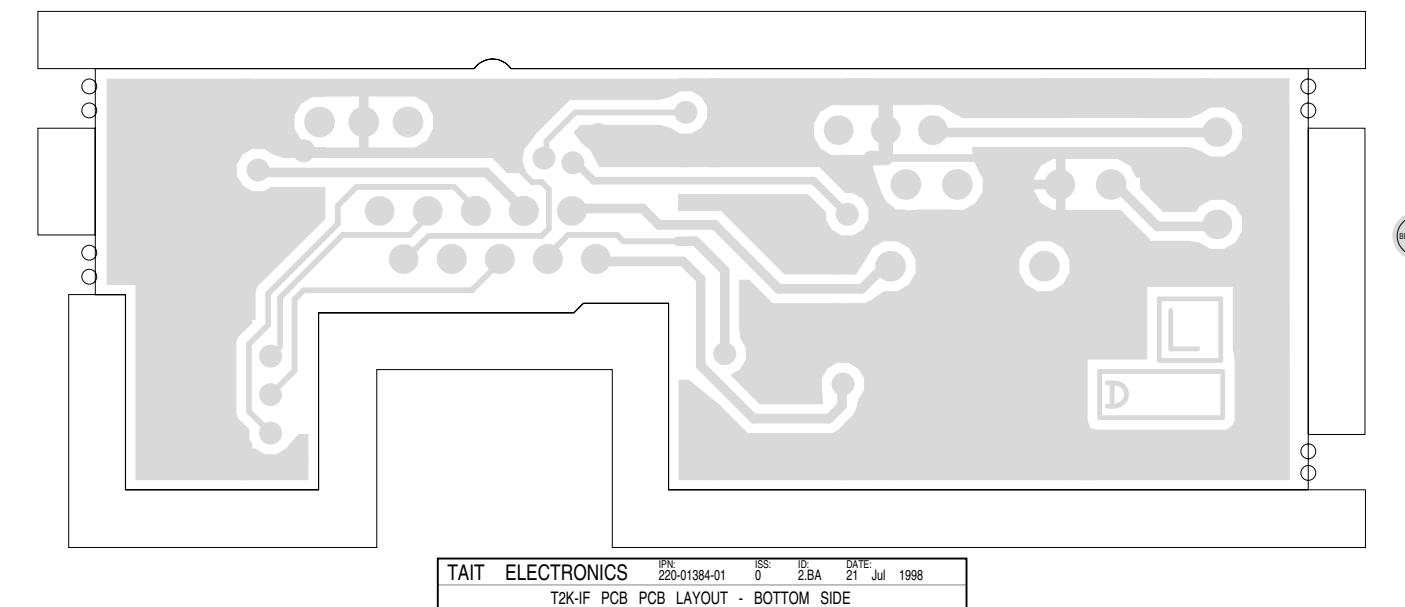 L
D
TAIT ELECTRONICS IPN: 220-01384-01 ISS: 0 ID: 2.BA DATE: 21 Jul 1998
T2K-IF PCB PCB LAYOUT - BOTTOM SIDE